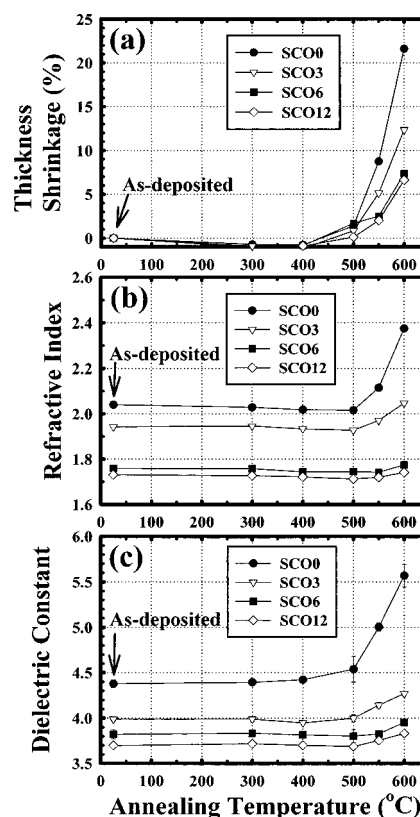 (a)
SCO0
SCO3
SCO6
SCO12
As-deposited
Thickness
Shrinkage (%)
25
20
15
10
5
0
0 100 200 300 400 500 600
(b)
SCO0
SCO3
SCO6
SCO12
As-deposited
Refractive Index
2.6
2.4
2.2
2.0
1.8
1.6
0 100 200 300 400 500 600
(c)
SCO0
SCO3
SCO6
SCO12
As-deposited
Dielectric Constant
6.0
5.5
5.0
4.5
4.0
3.5
0 100 200 300 400 500 600
Annealing Temperature (°C)